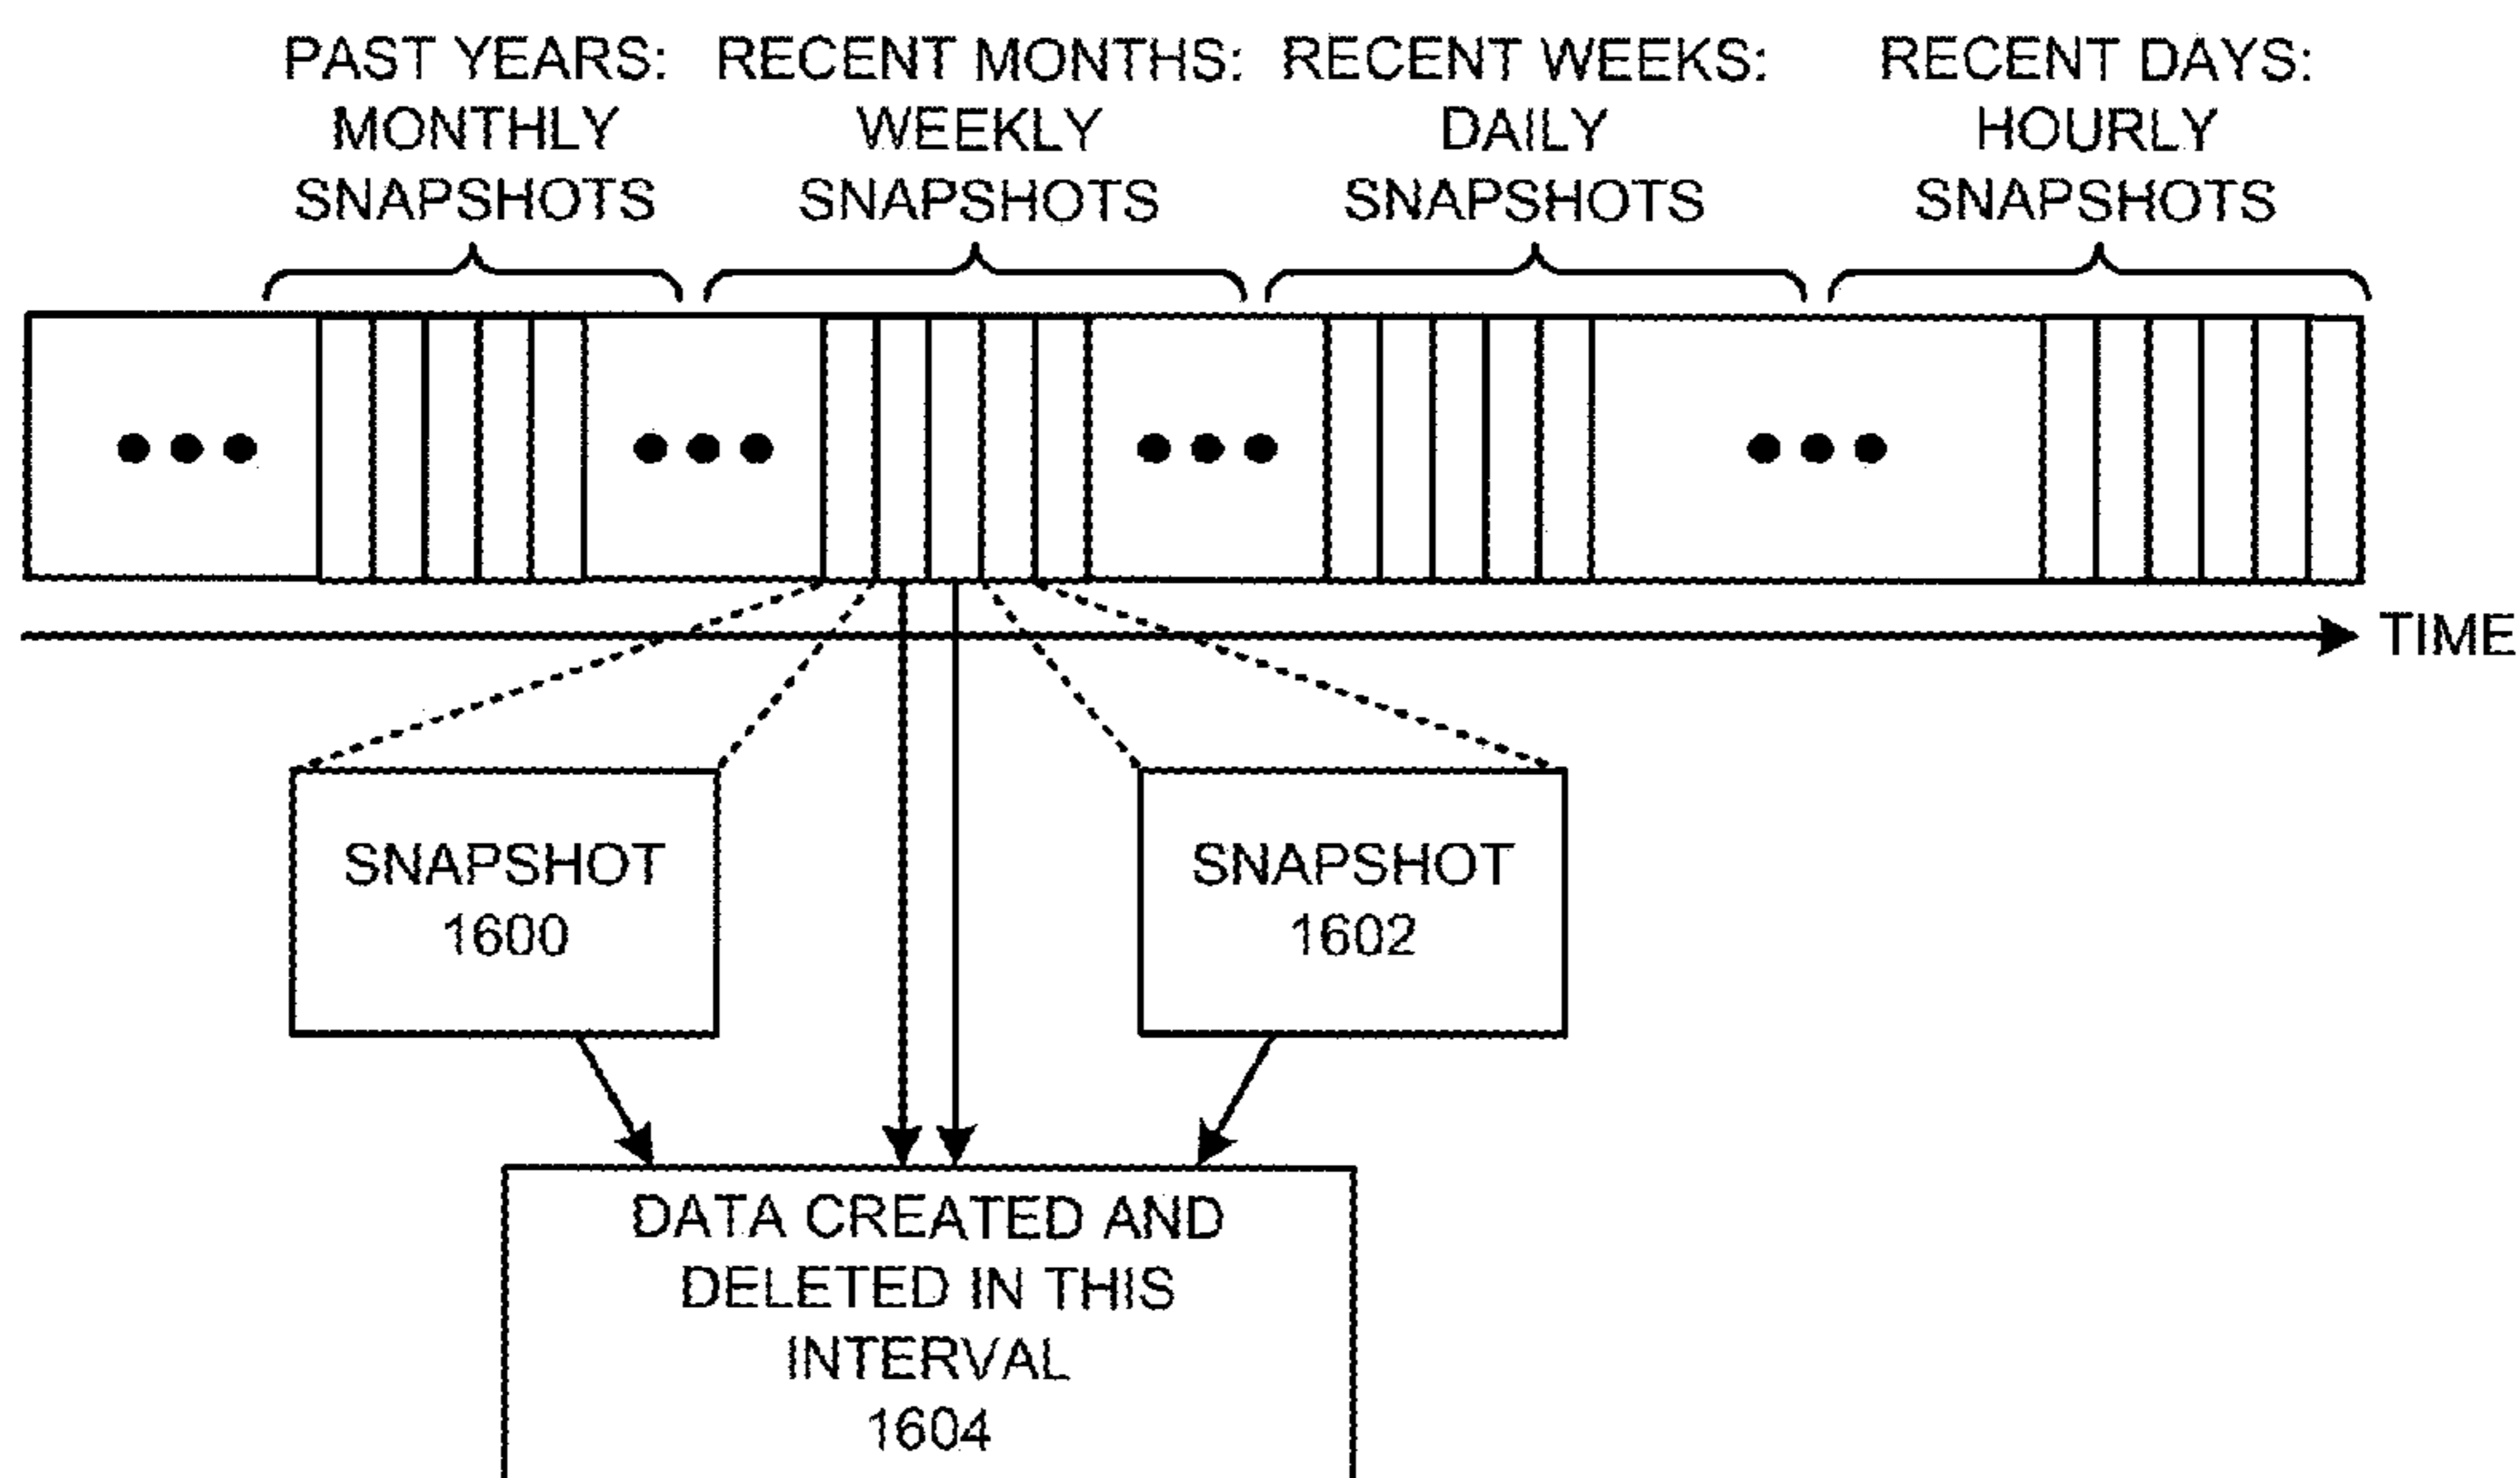 PAST YEARS:
MONTHLY
SNAPSHOTS
RECENT MONTHS:
WEEKLY
SNAPSHOTS
RECENT WEEKS:
DAILY
SNAPSHOTS
RECENT DAYS:
HOURLY
SNAPSHOTS
TIME
SNAPSHOT
1600
SNAPSHOT
1602
DATA CREATED AND
DELETED IN THIS
INTERVAL
1604